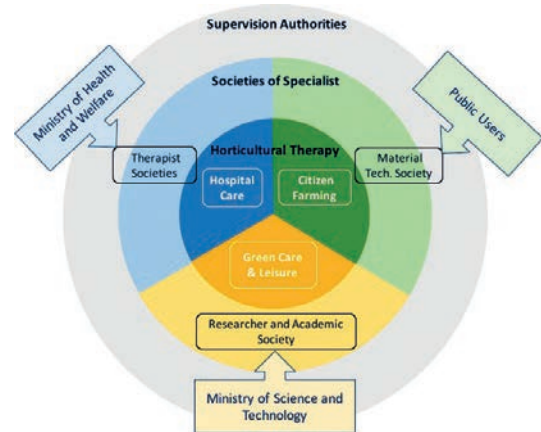 Supervision Authorities
Societies of Specialist
Ministry of Health
and Welfare
Public Users
Horticultural Therapy
Therapist
Societies
Material
Tech. Society
Hospital
Care
Citizen
Farming
Green Care
& Leisure
Researcher and Academic
Society
Ministry of Science and
Technology